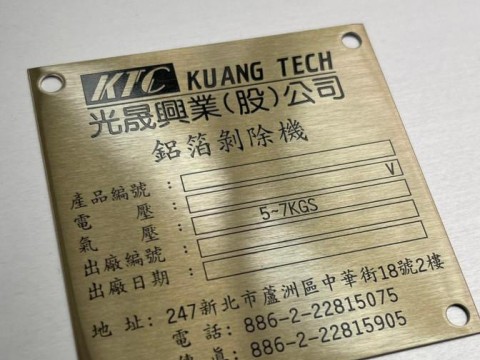 KTC KUANG TECH
光晟興業(股)公司
鋁箔剝除機
產品編號：
電 壓： V
氣 壓： 5~7KGS
出廠編號：
出廠日期：
地 址: 247新北市蘆洲區中華街18號2樓
電 話: 886-2-22815075
傳 真: 886-2-22815905